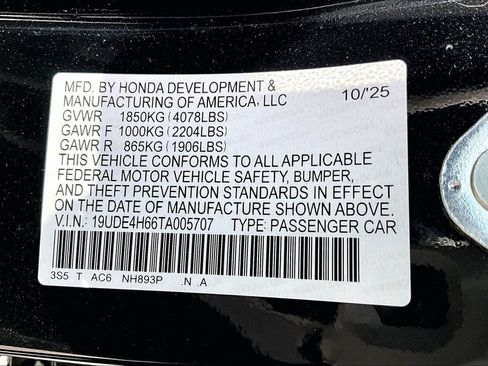 MFD. BY HONDA DEVELOPMENT &
MANUFACTURING OF AMERICA, LLC 10/'25
GVWR 1850KG (4078LBS)
GAWR F 1000KG (2204LBS)
GAWR R 865KG (1906LBS)
THIS VEHICLE CONFORMS TO ALL APPLICABLE
FEDERAL MOTOR VEHICLE SAFETY, BUMPER,
AND THEFT PREVENTION STANDARDS IN EFFECT
ON THE DATE OF MANUFACTURE SHOWN ABOVE.
V.I.N.: 19UDE4H66TA005707 TYPE: PASSENGER CAR
3S5 T AC6 NH893P .N .A